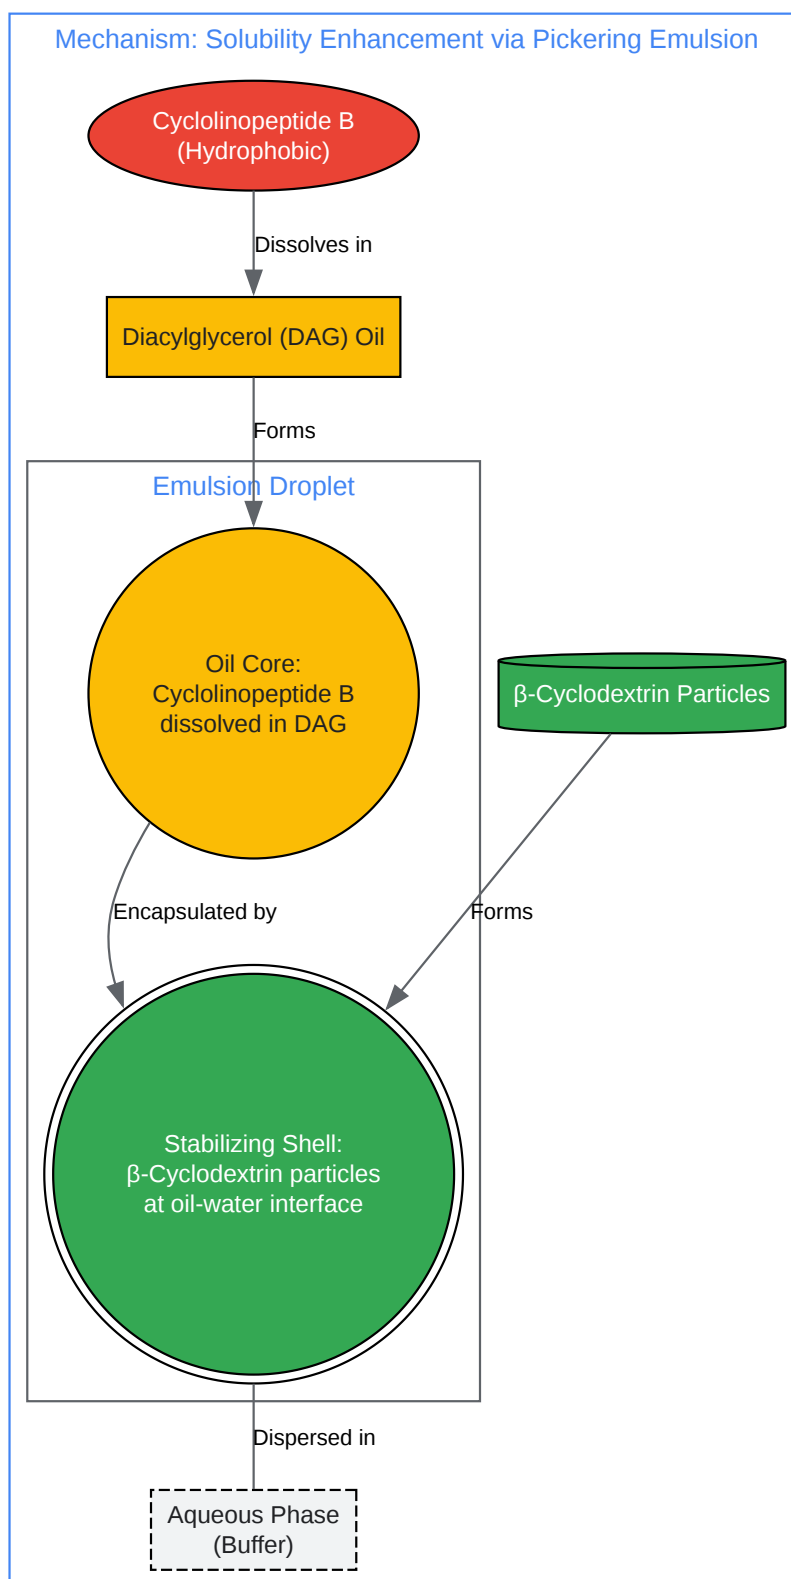 Mechanism: Solubility Enhancement via Pickering Emulsion
Cyclolinopeptide B
(Hydrophobic)
Dissolves in
Diacylglycerol (DAG) Oil
Forms
Emulsion Droplet
Oil Core:
Cyclolinopeptide B
dissolved in DAG
β-Cyclodextrin Particles
Encapsulated by
Forms
Stabilizing Shell:
β-Cyclodextrin particles
at oil-water interface
Dispersed in
Aqueous Phase
(Buffer)